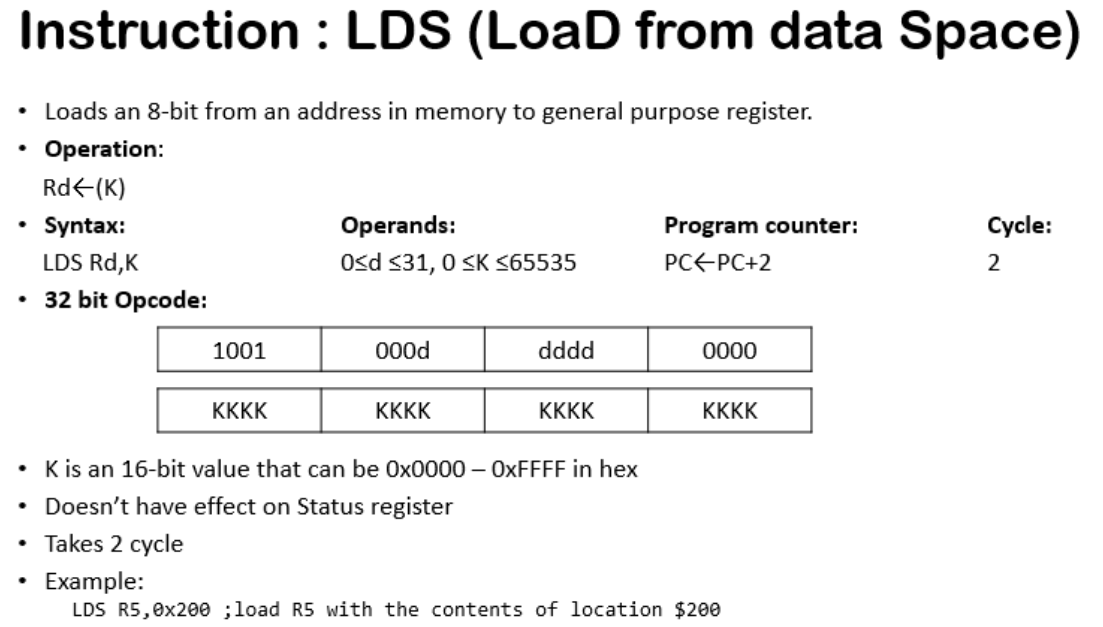 Instruction : LDS (LoaD from data Space)
• Loads an 8-bit from an address in memory to general purpose register.
• Operation:
Rd←(K)
• Syntax: Operands: Program counter: Cycle:
LDS Rd,K 0≤d ≤31, 0 ≤K ≤65535 PC←PC+2 2
• 32 bit Opcode:
1001 000d dddd 0000
KKKK KKKK KKKK KKKK
• K is an 16-bit value that can be 0x0000 – 0xFFFF in hex
• Doesn't have effect on Status register
• Takes 2 cycle
• Example:
LDS R5,0x200 ;load R5 with the contents of location $200